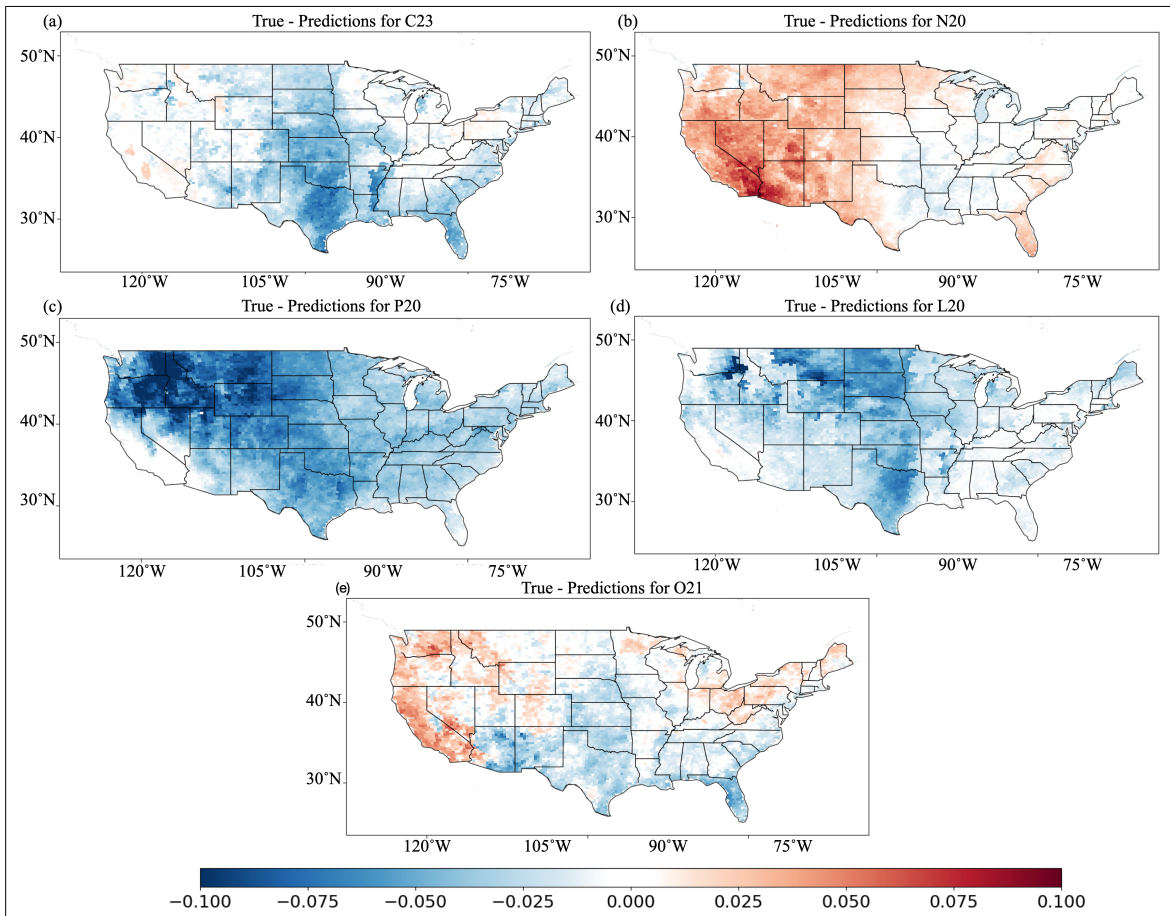 (a) True - Predictions for C23
50°N
40°N
30°N
120°W 105°W 90°W 75°W
(b) True - Predictions for N20
50°N
40°N
30°N
120°W 105°W 90°W 75°W
(c) True - Predictions for P20
50°N
40°N
30°N
120°W 105°W 90°W 75°W
(d) True - Predictions for L20
50°N
40°N
30°N
120°W 105°W 90°W 75°W
(e) True - Predictions for O21
50°N
40°N
30°N
120°W 105°W 90°W 75°W
−0.100 −0.075 −0.050 −0.025 0.000 0.025 0.050 0.075 0.100